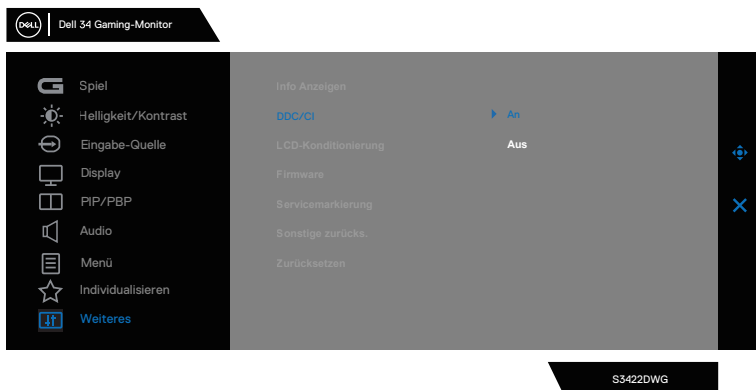 DELL Dell 34 Gaming-Monitor
Spiel
Helligkeit/Kontrast
Eingabe-Quelle
Display
PIP/PBP
Audio
Menü
Individualisieren
Weiteres
Info Anzeigen
DDC/CI
An
Aus
LCD-Konditionierung
Firmware
Servicemarkierung
Sonstige zurücks.
Zurücksetzen
S3422DWG